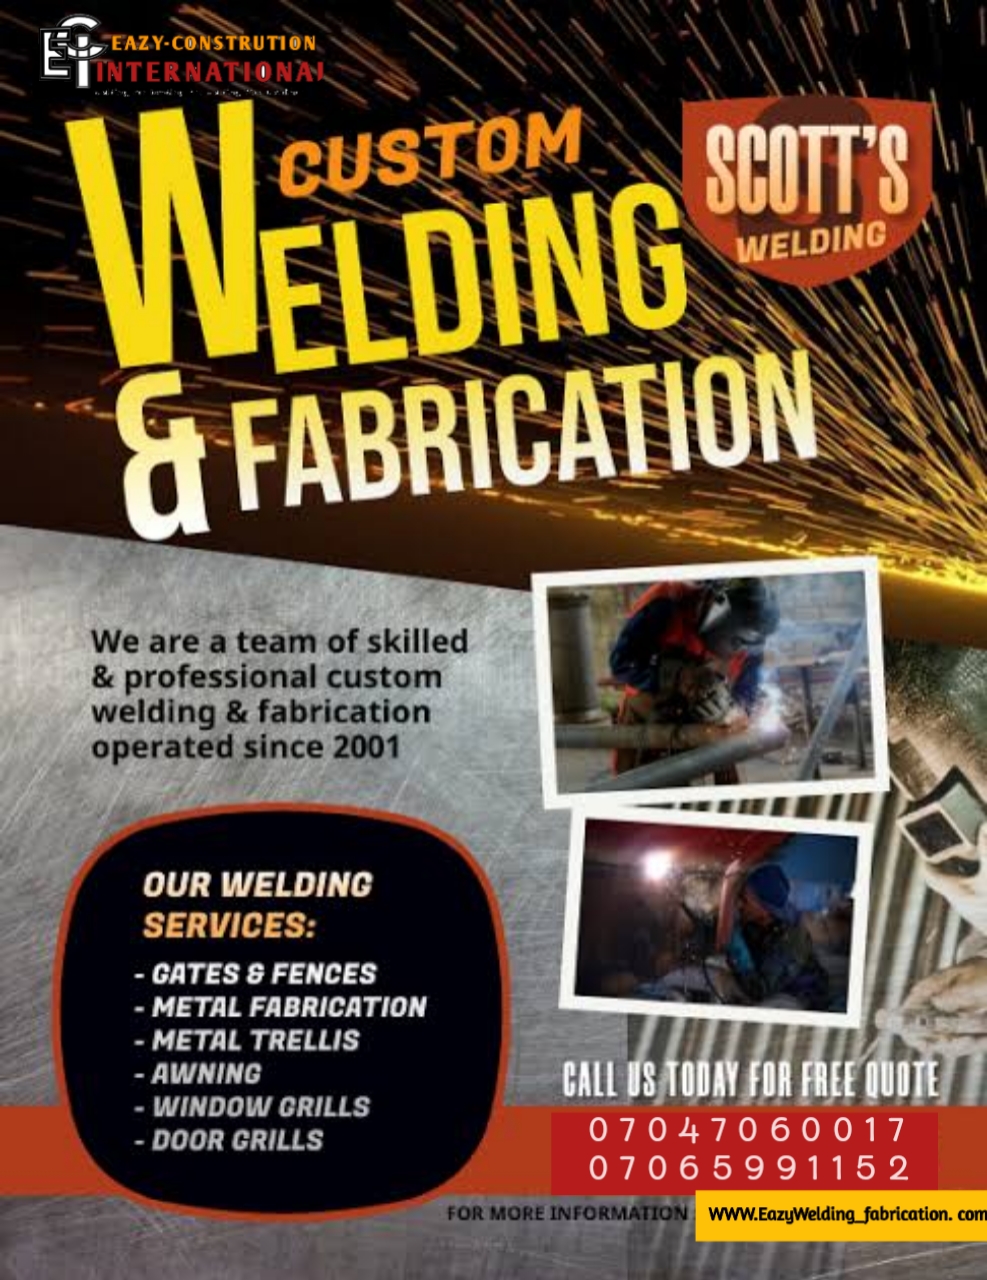 EAZY-CONSTRUTION
INTERNATIONAL
CUSTOM
WELDING
& FABRICATION
SCOTT'S
WELDING
We are a team of skilled
& professional custom
welding & fabrication
operated since 2001
OUR WELDING
SERVICES:
- GATES & FENCES
- METAL FABRICATION
- METAL TRELLIS
- AWNING
- WINDOW GRILLS
- DOOR GRILLS
CALL US TODAY FOR FREE QUOTE
07047060017
07065991152
FOR MORE INFORMATION :
WWW.EazyWelding_fabrication. com